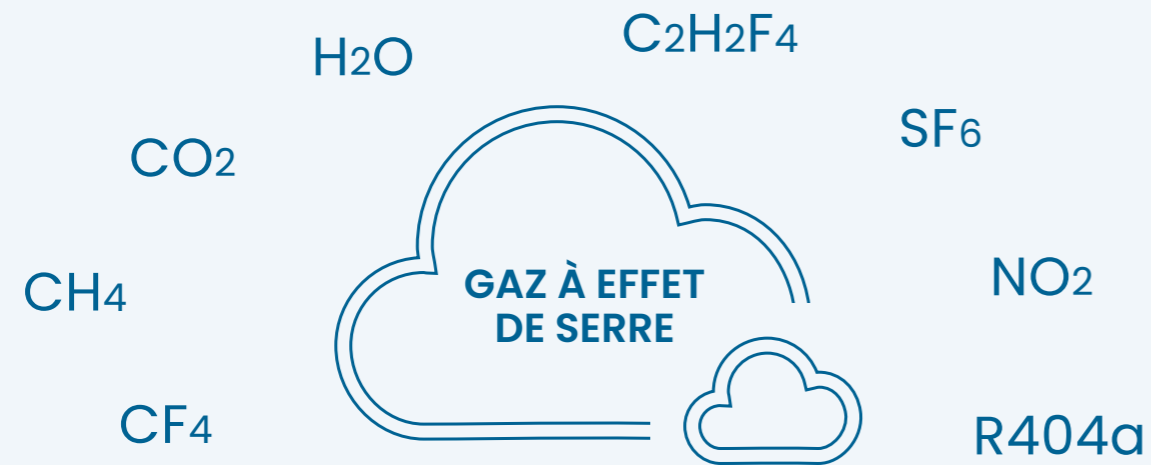 C2H2F4
H2O
SF6
CO2
NO2
CH4
GAZ À EFFET
DE SERRE
CF4
R404a